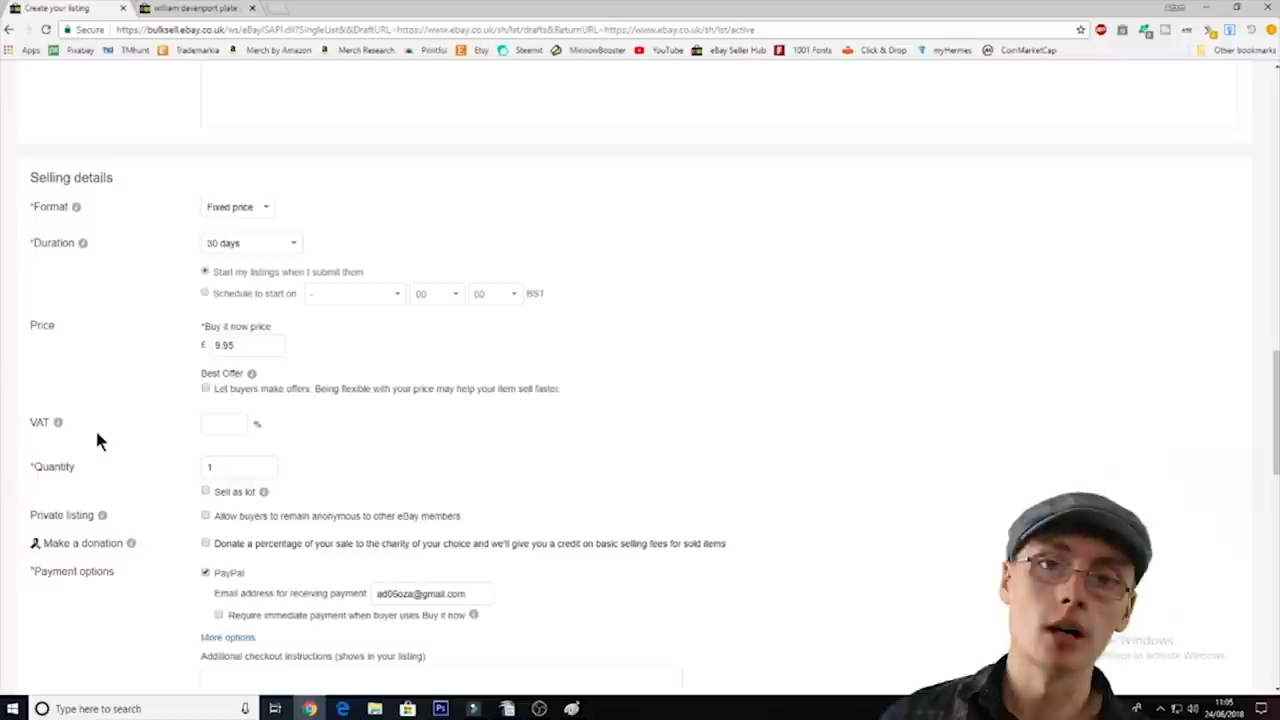 Create your listing
william davenport plate
Secure https://bulksell.ebay.co.uk/ws/eBayISAPI.dll?SingleList&&DraftURL=https://www.ebay.co.uk/sh/lst/drafts&ReturnURL=https://www.ebay.co.uk/sh/lst/active
Apps Pixabay TMhunt Trademarkia Merch by Amazon Merch Research Printful Etsy Steemit MinnowBooster YouTube eBay Seller Hub 1001 Fonts Click & Drop myHermes CoinMarketCap Other bookmarks
Selling details
*Format Fixed price
*Duration 30 days
Start my listings when I submit them
Schedule to start on - 00 00 BST
Price *Buy it now price
£ 9.95
Best Offer
Let buyers make offers. Being flexible with your price may help your item sell faster.
VAT %
*Quantity 1
Sell as lot
Private listing Allow buyers to remain anonymous to other eBay members
Make a donation Donate a percentage of your sale to the charity of your choice and we'll give you a credit on basic selling fees for sold items
*Payment options PayPal
Email address for receiving payment ad06oza@gmail.com
Require immediate payment when buyer uses Buy it now
More options
Additional checkout instructions (shows in your listing)
Windows
to activate Windows.
Type here to search
11:05
24/06/2018